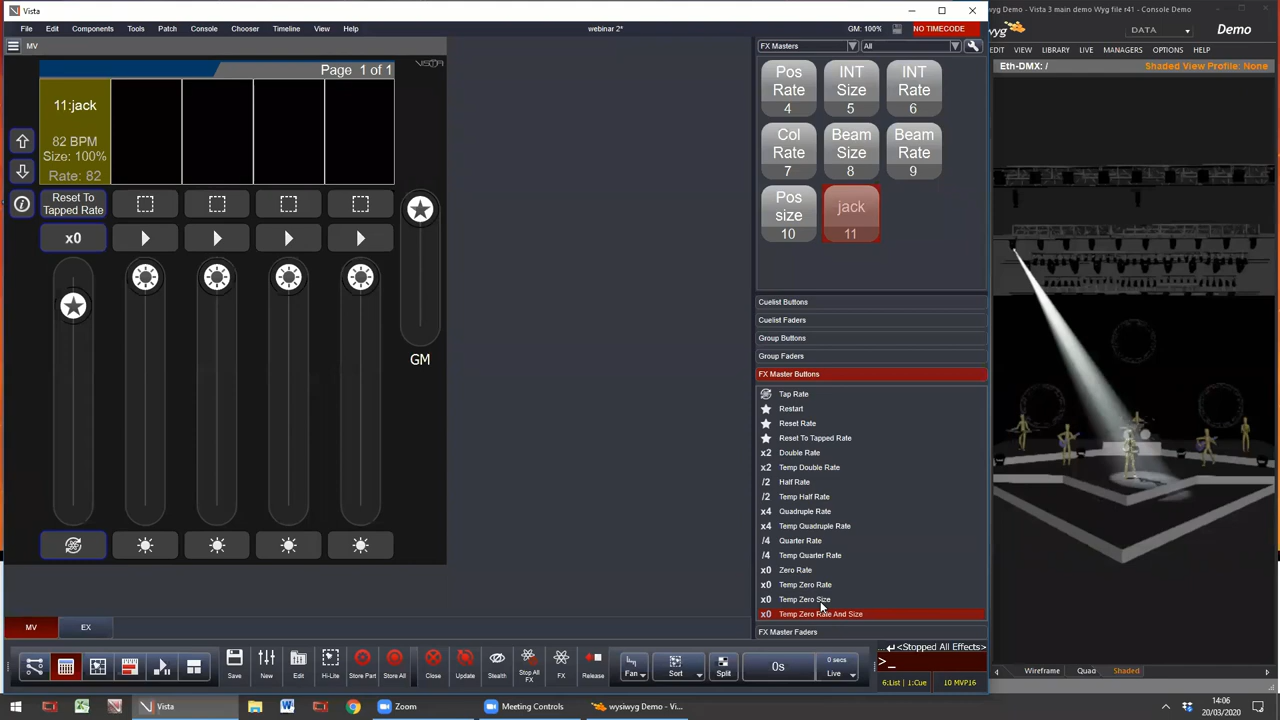 Vista
File Edit Components Tools Patch Console Chooser Timeline View Help
webinar 2*
GM: 100%
NO TIMECODE
MV
Page 1 of 1
VISTA
11:jack
82 BPM
Size: 100%
Rate: 82
Reset To
Tapped Rate
x0
GM
FX Masters
All
Pos
Rate
4
INT
Size
5
INT
Rate
6
Col
Rate
7
Beam
Size
8
Beam
Rate
9
Pos
size
10
jack
11
Cuelist Buttons
Cuelist Faders
Group Buttons
Group Faders
FX Master Buttons
Tap Rate
Restart
Reset Rate
Reset To Tapped Rate
x2 Double Rate
x2 Temp Double Rate
/2 Half Rate
/2 Temp Half Rate
x4 Quadruple Rate
x4 Temp Quadruple Rate
/4 Quarter Rate
/4 Temp Quarter Rate
x0 Zero Rate
x0 Temp Zero Rate
x0 Temp Zero Size
x0 Temp Zero Rate And Size
FX Master Faders
MV EX
Save
Items
Edit
Hi-Lite
Store Part
Store All
Close
Update
Stealth
Stop All
FX
FX
Release
Fan
Sort
Split
0s
0 secs
Live
<Stopped All Effects>
>_
6:List | 1:Cue
10 MVP16
wyg Demo - Vista 3 main demo Wyg file r41 - Console Demo
wyg
DATA
Demo
EDIT VIEW LIBRARY LIVE MANAGERS OPTIONS HELP
Eth-DMX: /
Shaded View Profile: None
Wireframe Quad Shaded
Vista
Zoom
Meeting Controls
wysiwyg Demo - Vi...
14:06
20/03/2020